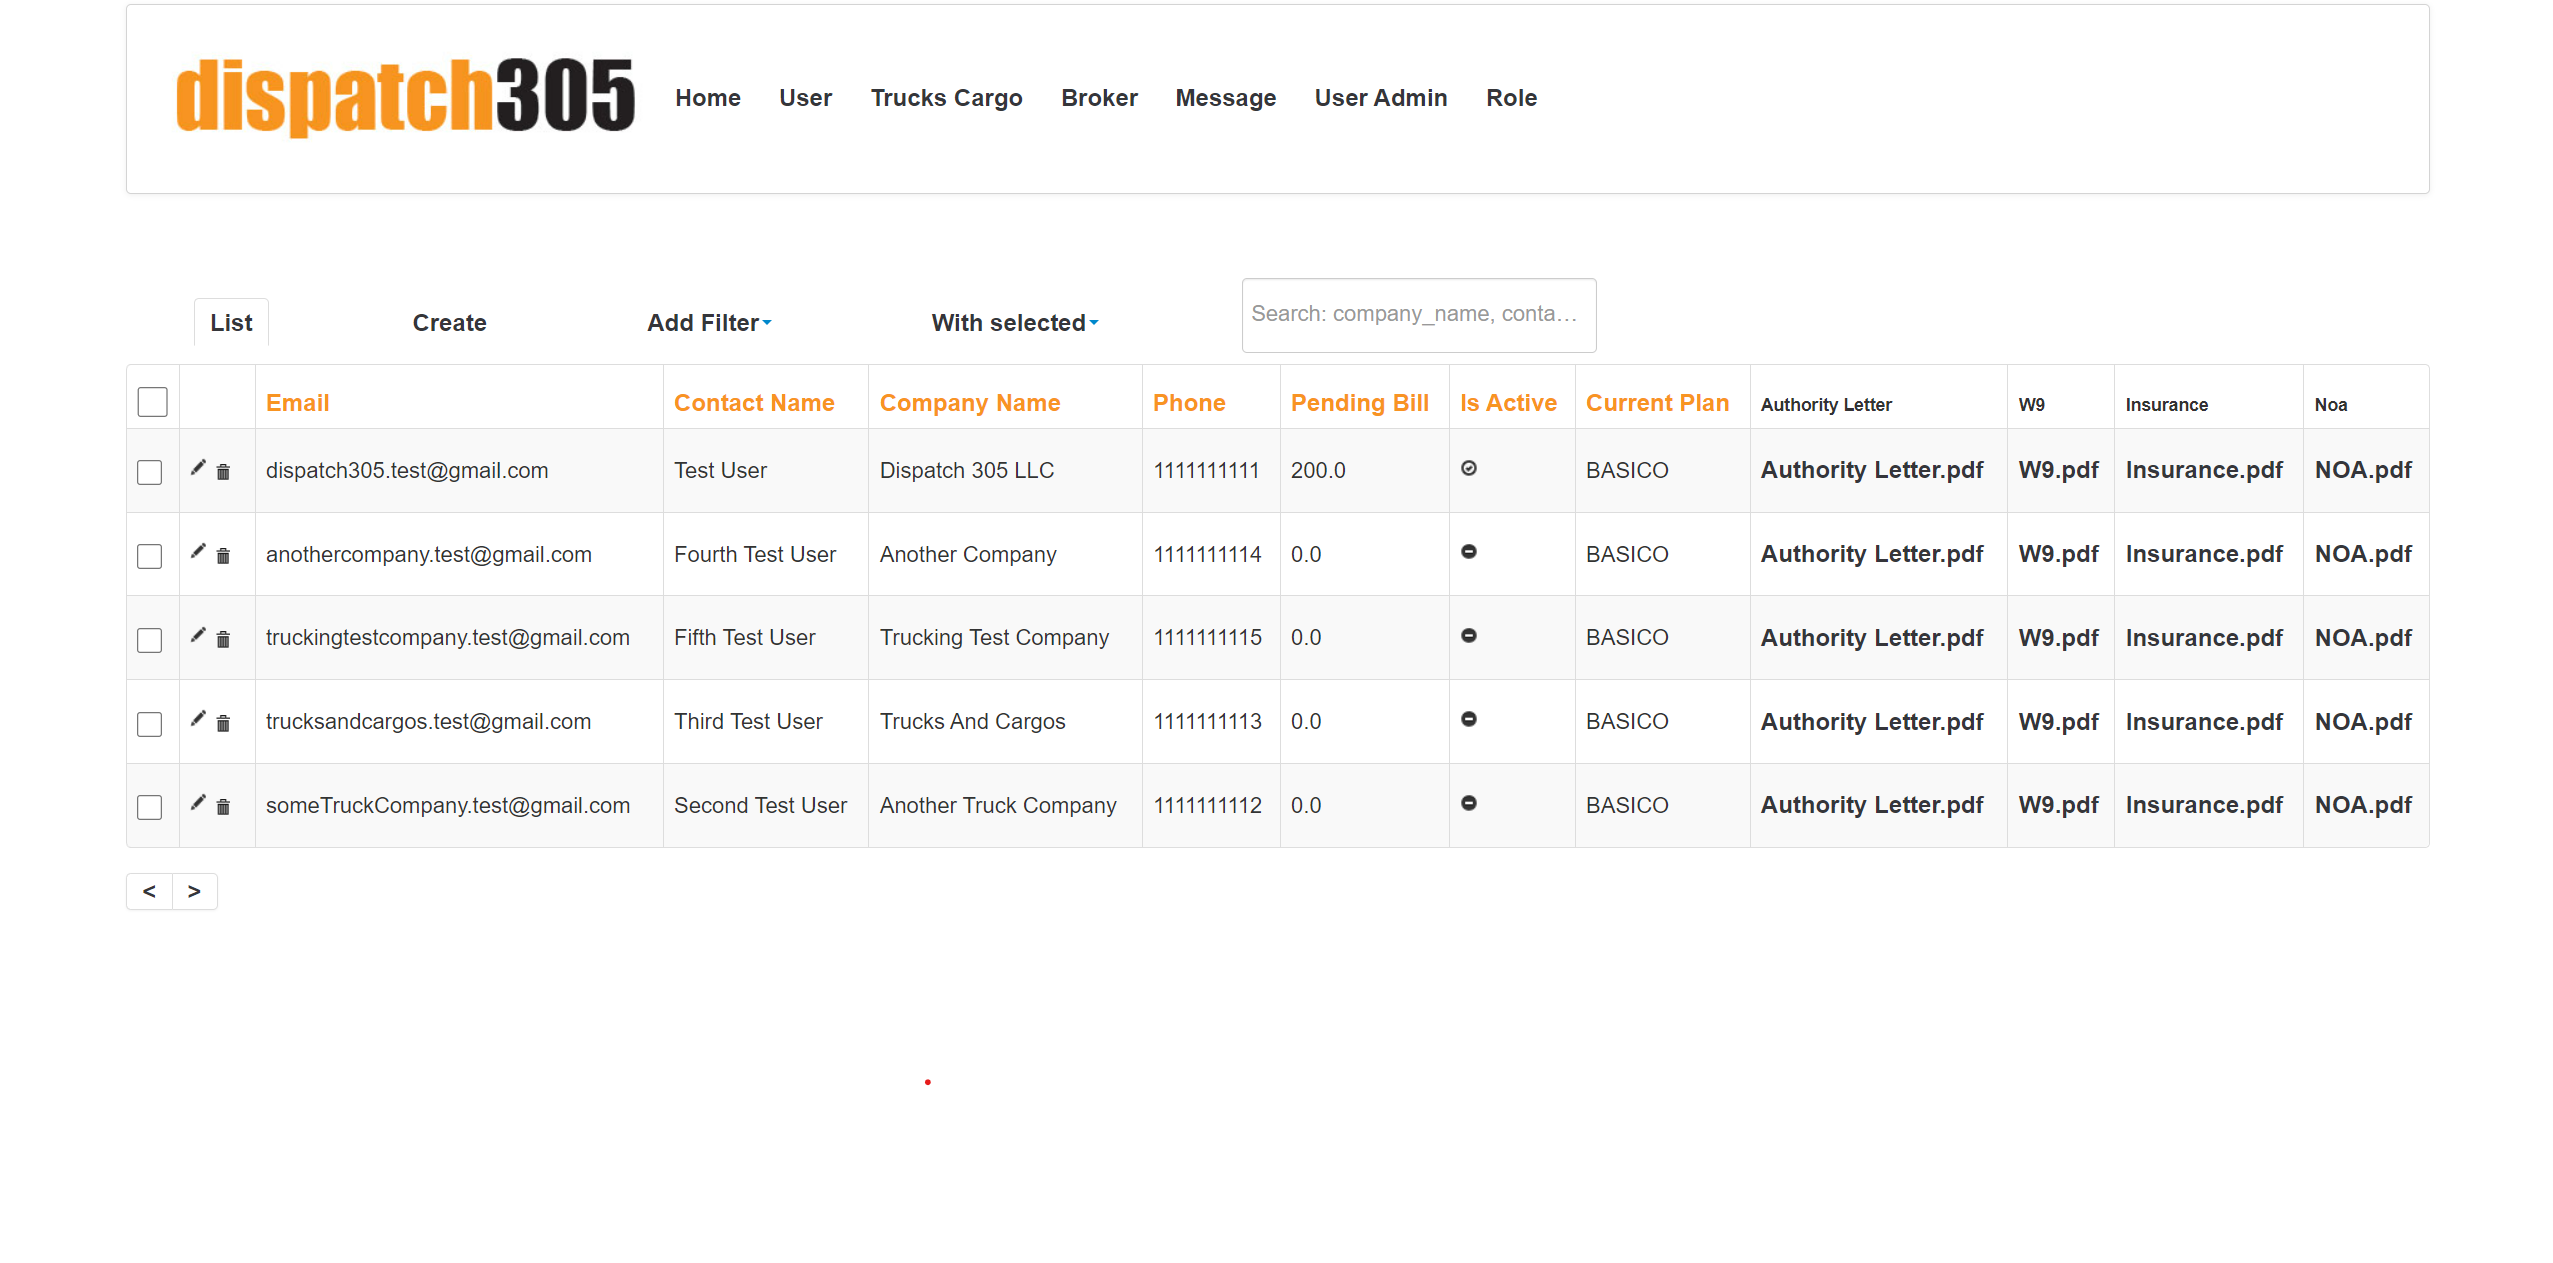 dispatch305 Home User Trucks Cargo Broker Message User Admin Role
List Create Add Filter With selected Search: company_name, conta…
Email Contact Name Company Name Phone Pending Bill Is Active Current Plan Authority Letter W9 Insurance Noa
dispatch305.test@gmail.com Test User Dispatch 305 LLC 1111111111 200.0 BASICO Authority Letter.pdf W9.pdf Insurance.pdf NOA.pdf
anothercompany.test@gmail.com Fourth Test User Another Company 1111111114 0.0 BASICO Authority Letter.pdf W9.pdf Insurance.pdf NOA.pdf
truckingtestcompany.test@gmail.com Fifth Test User Trucking Test Company 1111111115 0.0 BASICO Authority Letter.pdf W9.pdf Insurance.pdf NOA.pdf
trucksandcargos.test@gmail.com Third Test User Trucks And Cargos 1111111113 0.0 BASICO Authority Letter.pdf W9.pdf Insurance.pdf NOA.pdf
someTruckCompany.test@gmail.com Second Test User Another Truck Company 1111111112 0.0 BASICO Authority Letter.pdf W9.pdf Insurance.pdf NOA.pdf
< >